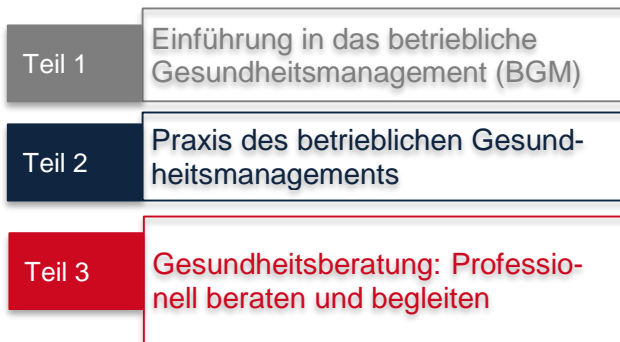 Teil 1
Einführung in das betriebliche
Gesundheitsmanagement (BGM)
Teil 2
Praxis des betrieblichen Gesund-
heitsmanagements
Teil 3
Gesundheitsberatung: Professio-
nell beraten und begleiten